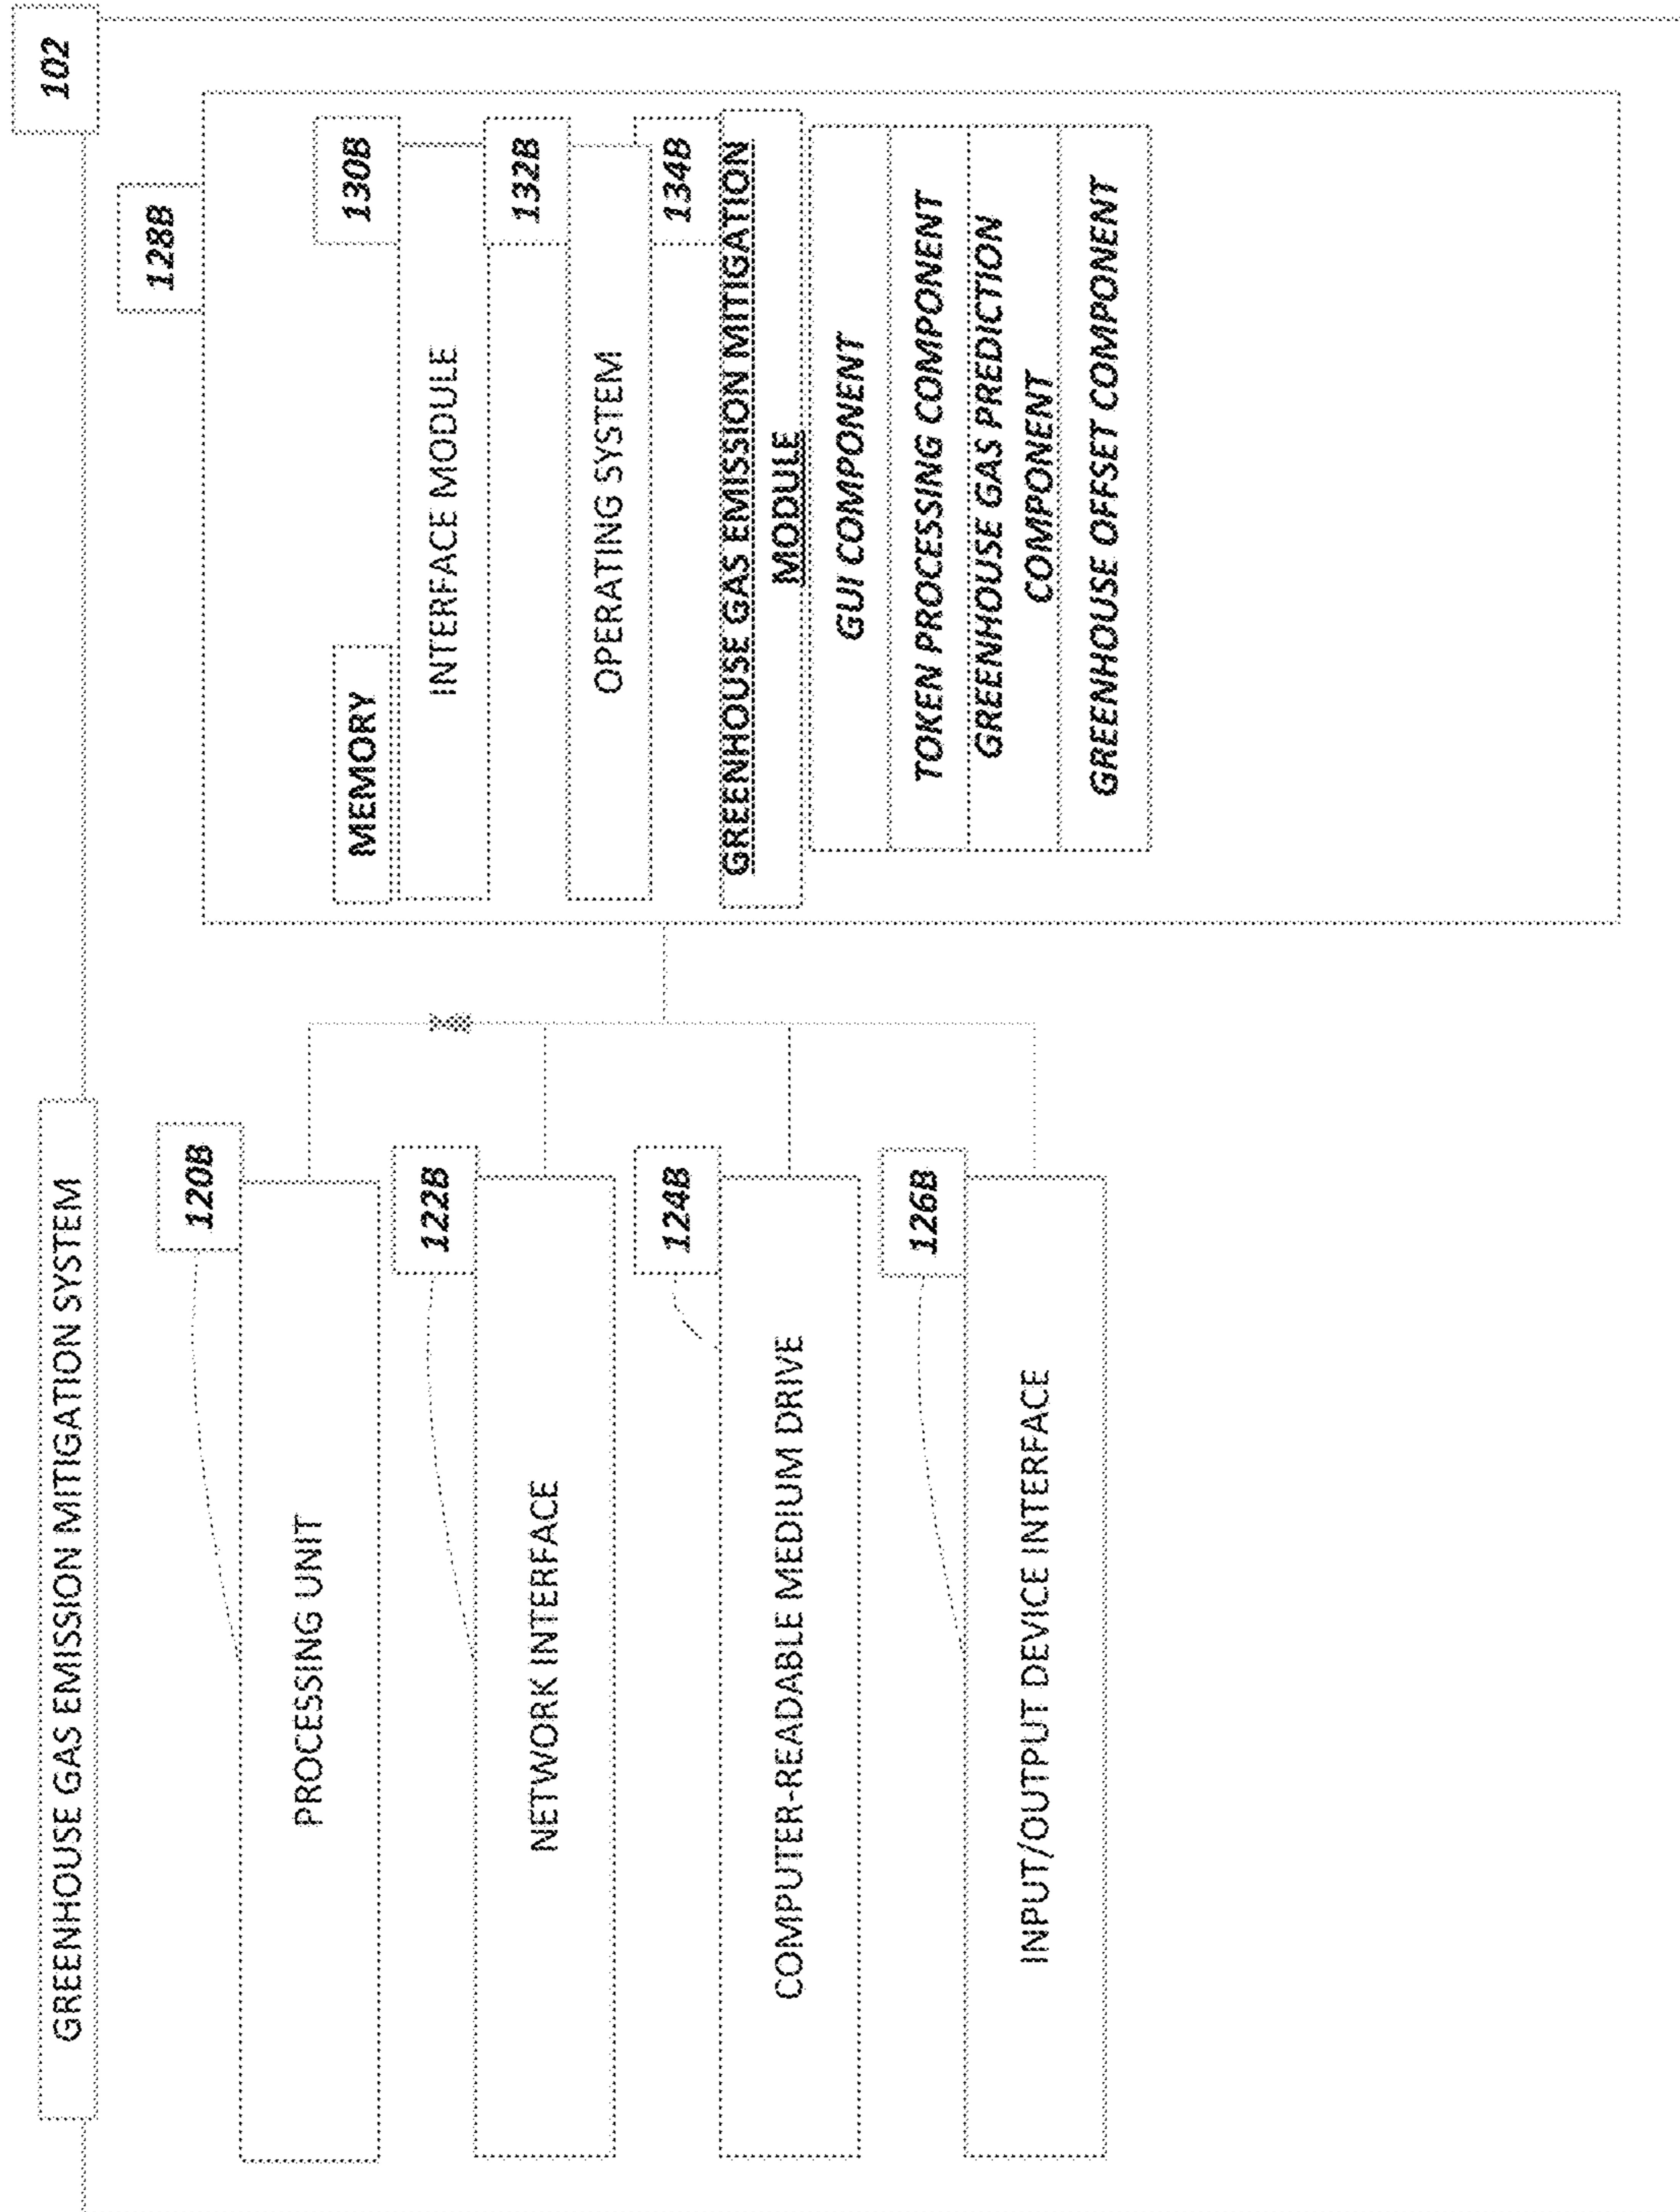 102
GREENHOUSE GAS EMISSION MITIGATION SYSTEM
120B
PROCESSING UNIT
122B
NETWORK INTERFACE
124B
COMPUTER-READABLE MEDIUM DRIVE
126B
INPUT/OUTPUT DEVICE INTERFACE
128B
MEMORY
130B
INTERFACE MODULE
132B
OPERATING SYSTEM
134B
GREENHOUSE GAS EMISSION MITIGATION
MODULE
GUI COMPONENT
TOKEN PROCESSING COMPONENT
GREENHOUSE GAS PREDICTION
COMPONENT
GREENHOUSE OFFSET COMPONENT